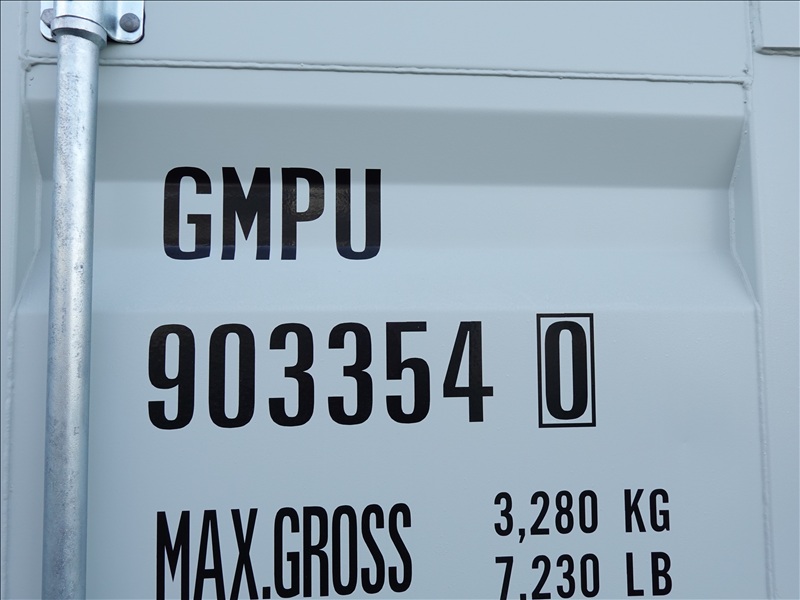 GMPU
903354 0
MAX.GROSS 3,280 KG
7,230 LB